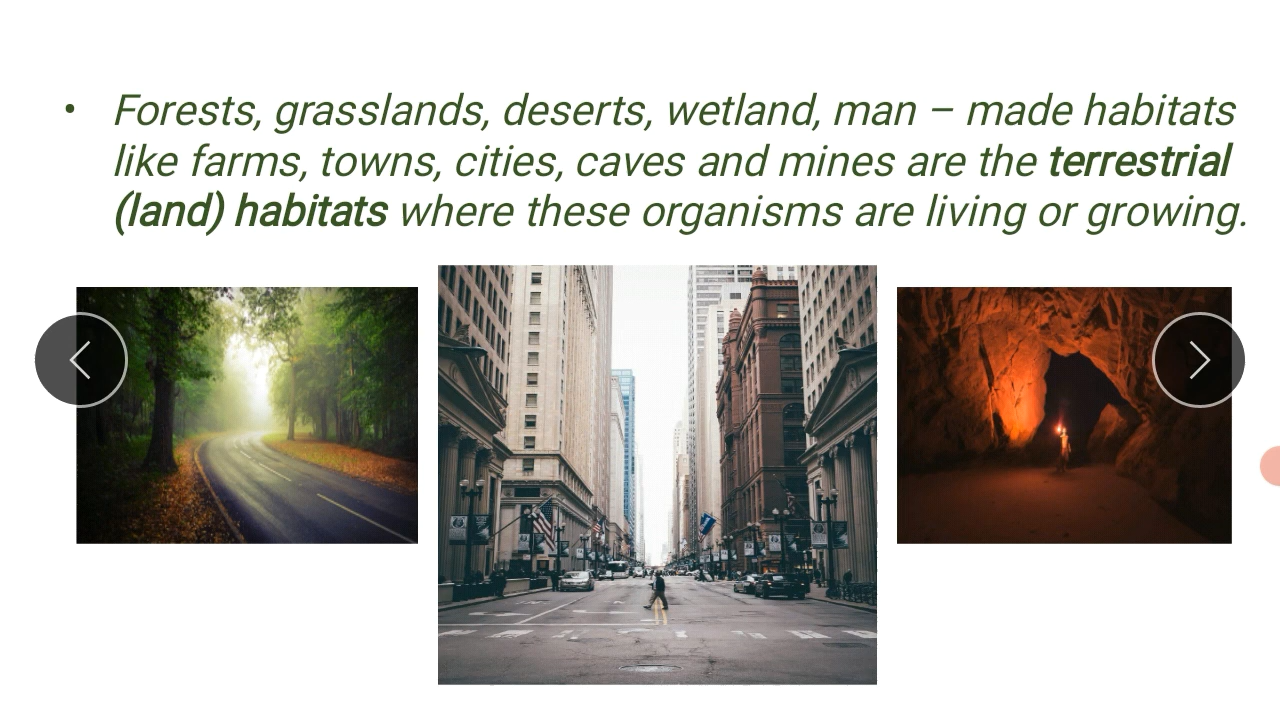 • Forests, grasslands, deserts, wetland, man – made habitats
like farms, towns, cities, caves and mines are the terrestrial
(land) habitats where these organisms are living or growing.